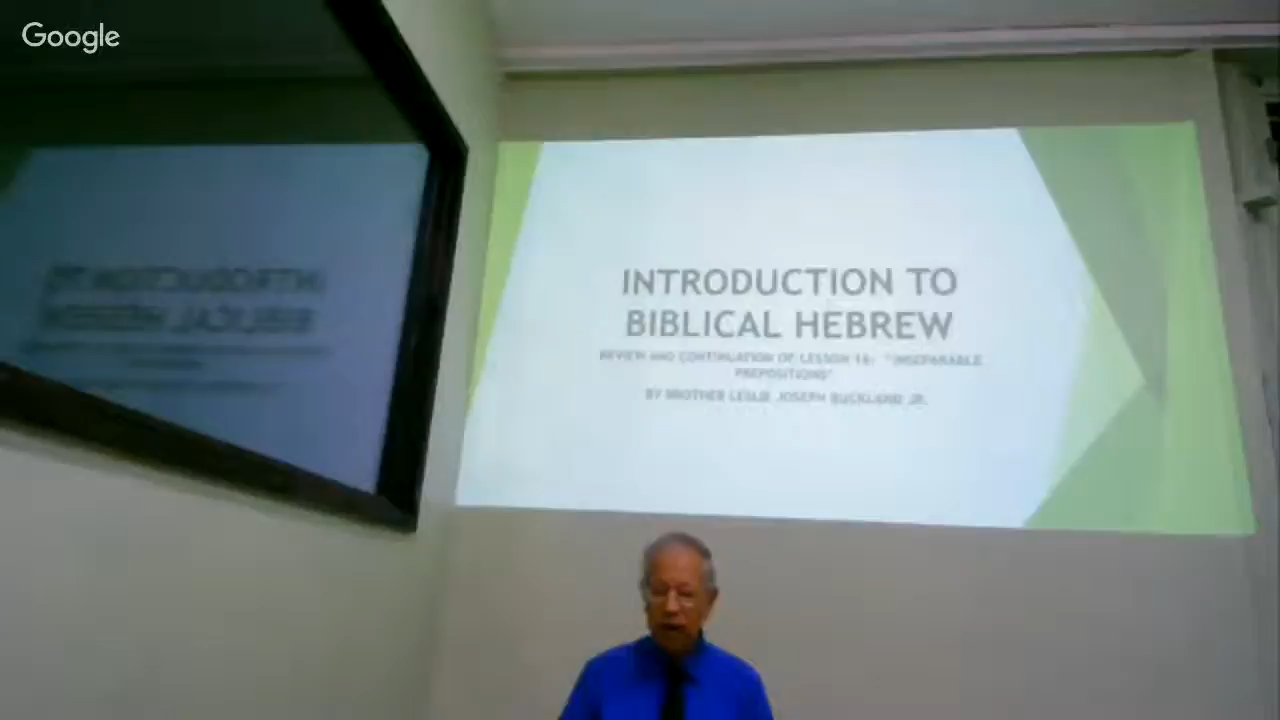 Google
INTRODUCTION TO
BIBLICAL HEBREW
REVIEW AND CONTINUATION OF LESSON 16: "INSEPARABLE
PREPOSITIONS"
BY BROTHER LESLIE JOSEPH BUCKLAND JR.